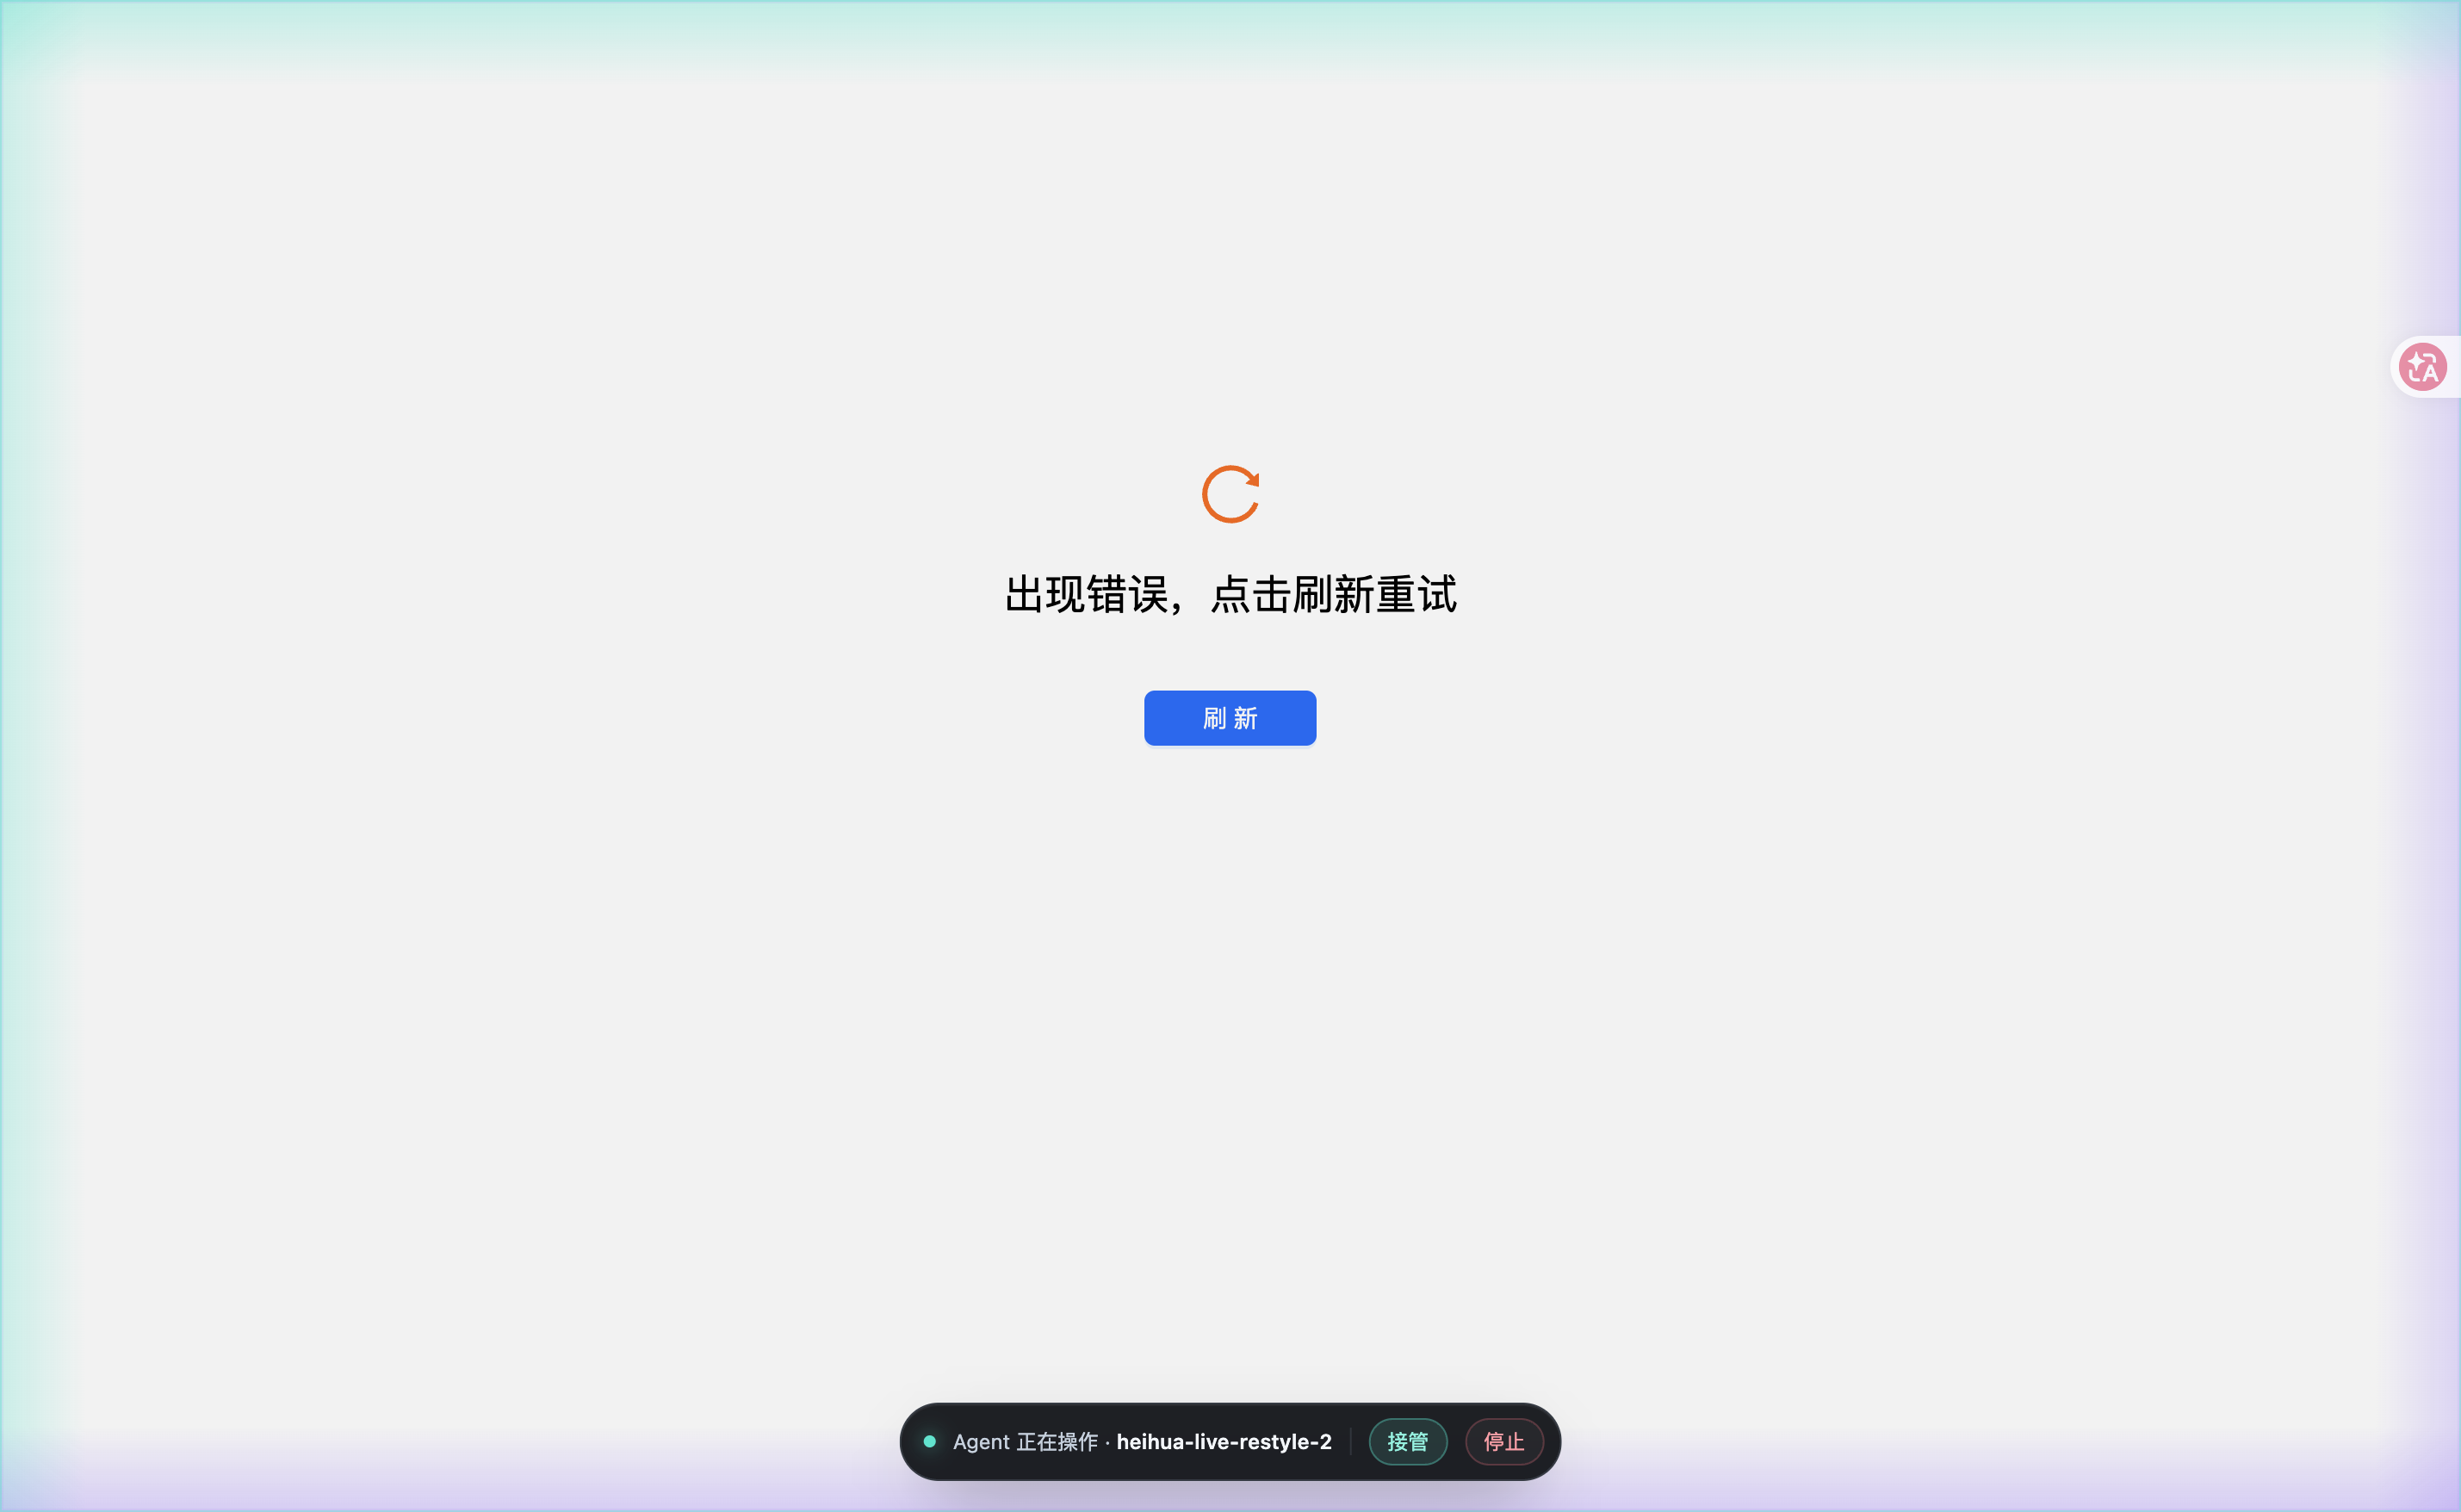 出现错误，点击刷新重试
刷 新
Agent 正在操作 · heihua-live-restyle-2
接管
停止